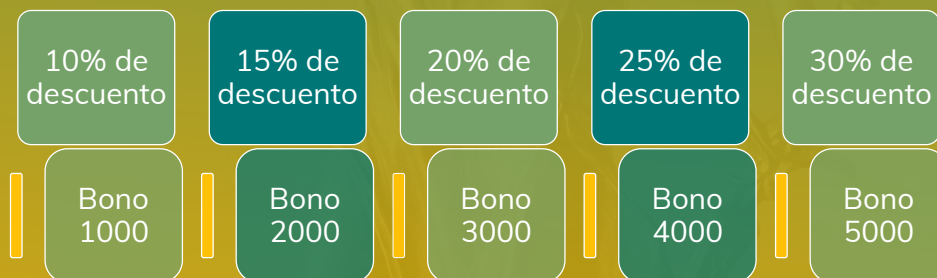 10% de
descuento
15% de
descuento
20% de
descuento
25% de
descuento
30% de
descuento
Bono
1000
Bono
2000
Bono
3000
Bono
4000
Bono
5000